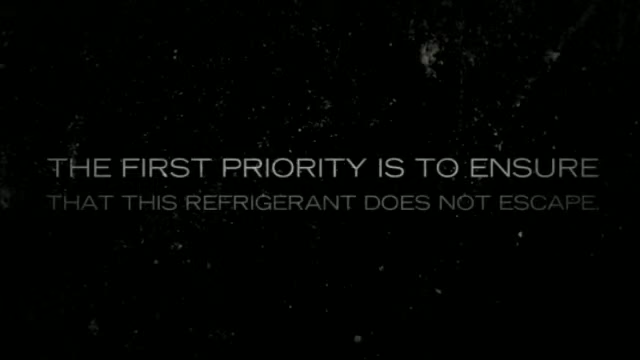 THE FIRST PRIORITY IS TO ENSURE
THAT THIS REFRIGERANT DOES NOT ESCAPE.